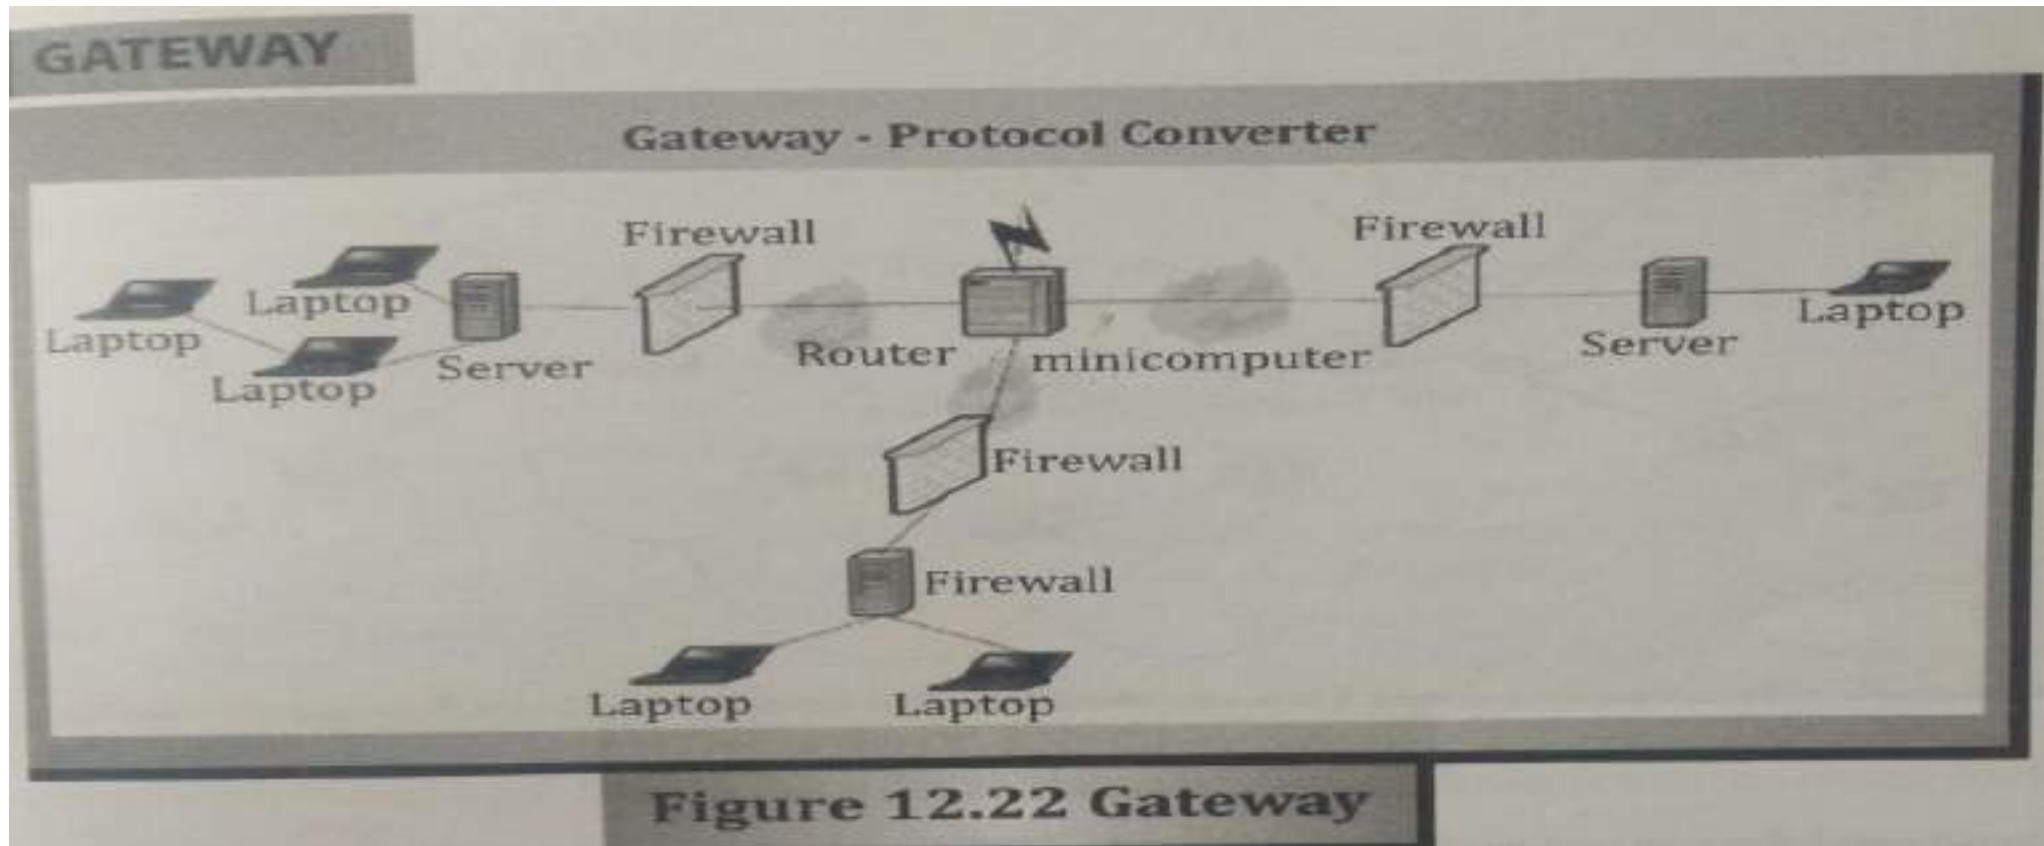 GATEWAY
Gateway - Protocol Converter
Firewall
Firewall
Laptop
Laptop
Laptop
Server
Router
minicomputer
Server
Laptop
Firewall
Firewall
Laptop
Laptop
Figure 12.22 Gateway